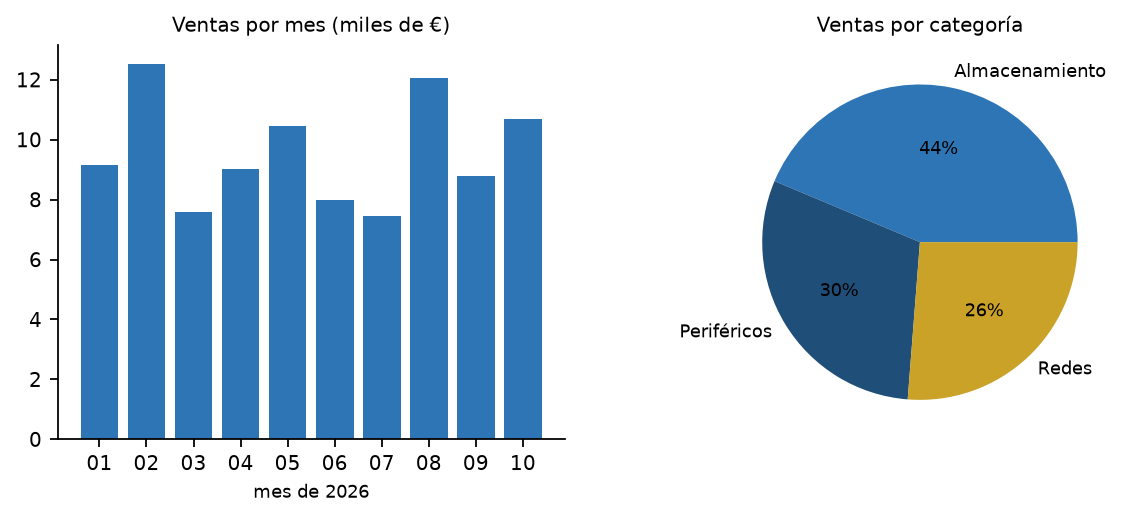 Ventas por mes (miles de €)
12
10
8
6
4
2
0
01 02 03 04 05 06 07 08 09 10
mes de 2026
Ventas por categoría
Almacenamiento
44%
30%
26%
Periféricos
Redes